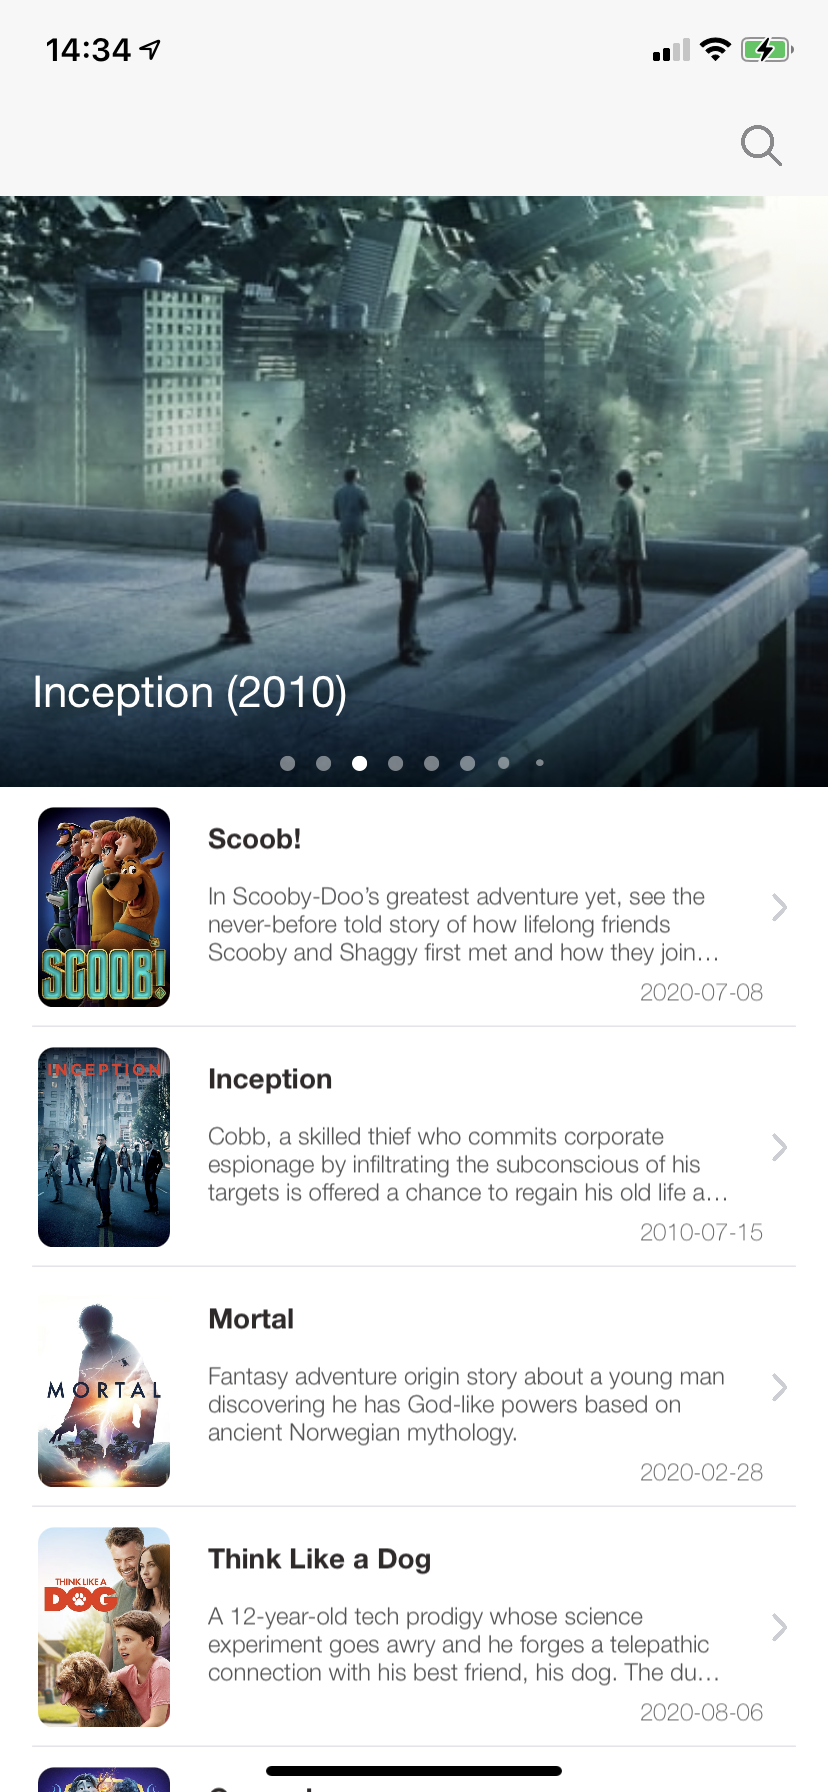 14:34
Inception (2010)
SCOOB!
Scoob!
In Scooby-Doo's greatest adventure yet, see the
never-before told story of how lifelong friends
Scooby and Shaggy first met and how they join...
2020-07-08
INCEPTION
Inception
Cobb, a skilled thief who commits corporate
espionage by infiltrating the subconscious of his
targets is offered a chance to regain his old life a...
2010-07-15
MORTAL
Mortal
Fantasy adventure origin story about a young man
discovering he has God-like powers based on
ancient Norwegian mythology.
2020-02-28
THINK LIKE A
DOG
Think Like a Dog
A 12-year-old tech prodigy whose science
experiment goes awry and he forges a telepathic
connection with his best friend, his dog. The du...
2020-08-06